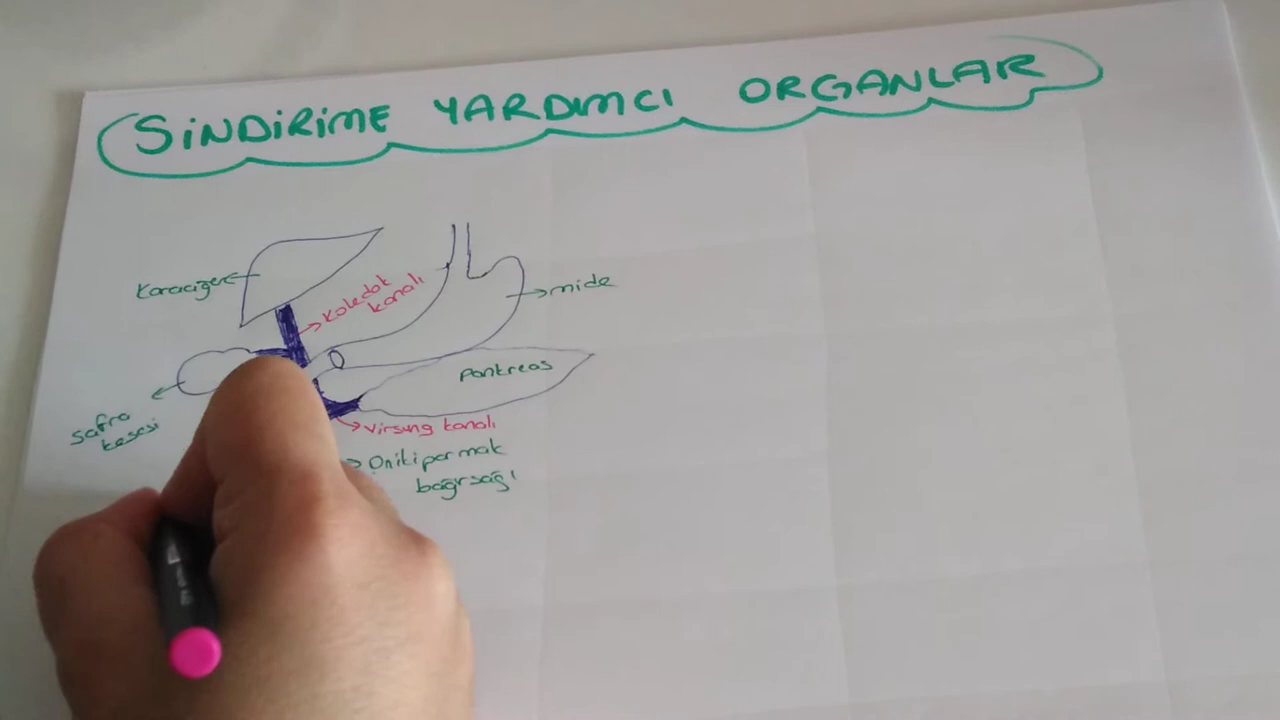 SiNDiRiME YARDIMCI ORGANLAR
Karaciğer
Koledok
kanalı
mide
Pankreas
Safra
kesesi
Virsung kanalı
Onikiparmak
bağırsağı